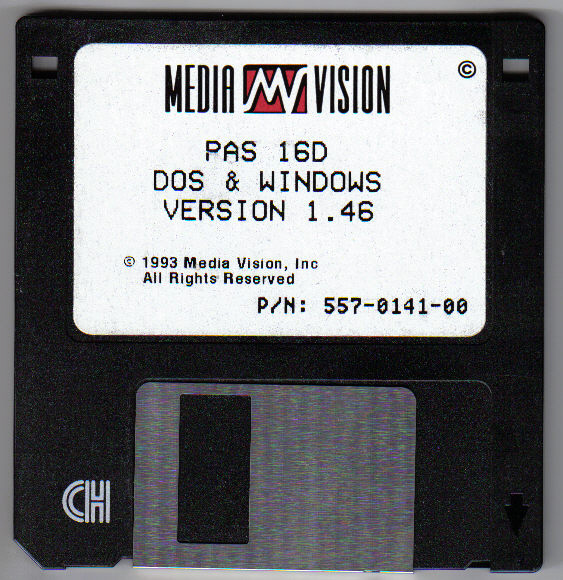 ©
MEDIA VISION
PAS 16D
DOS & WINDOWS
VERSION 1.46
© 1993 Media Vision, Inc
All Rights Reserved
P/N: 557-0141-00
CH